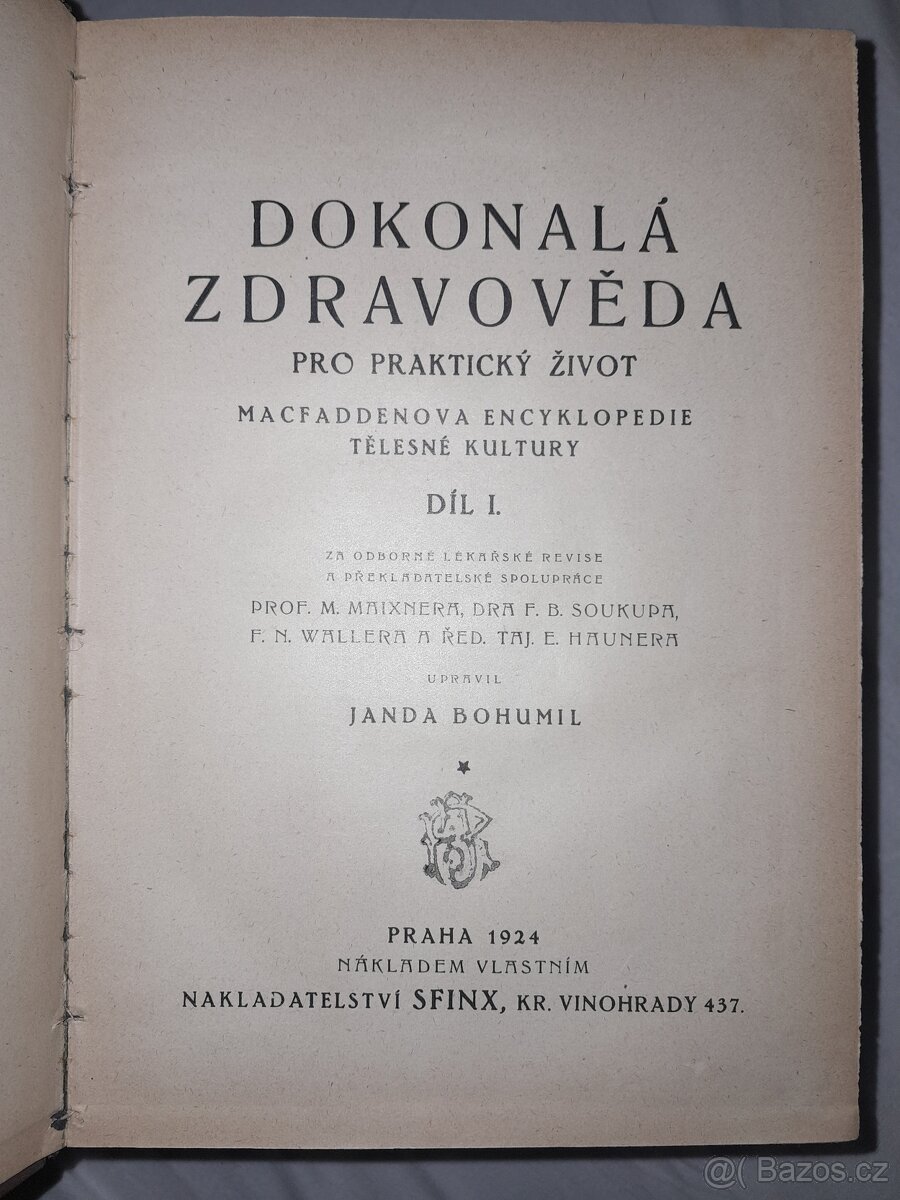 DOKONALÁ
ZDRAVOVĚDA
PRO PRAKTICKÝ ŽIVOT
MACFADDENOVA ENCYKLOPEDIE
TĚLESNÉ KULTURY
DÍL I.
ZA ODBORNÉ LÉKAŘSKÉ REVISE
A PŘEKLADATELSKÉ SPOLUPRÁCE
PROF. M. MAIXNERA, DRA F. B. SOUKUPA,
F. N. WALLERA A ŘED. TAJ. E. HAUNERA
UPRAVIL
JANDA BOHUMIL
PRAHA 1924
NÁKLADEM VLASTNÍM
NAKLADATELSTVÍ SFINX, KR. VINOHRADY 437.
@( Bazos.cz